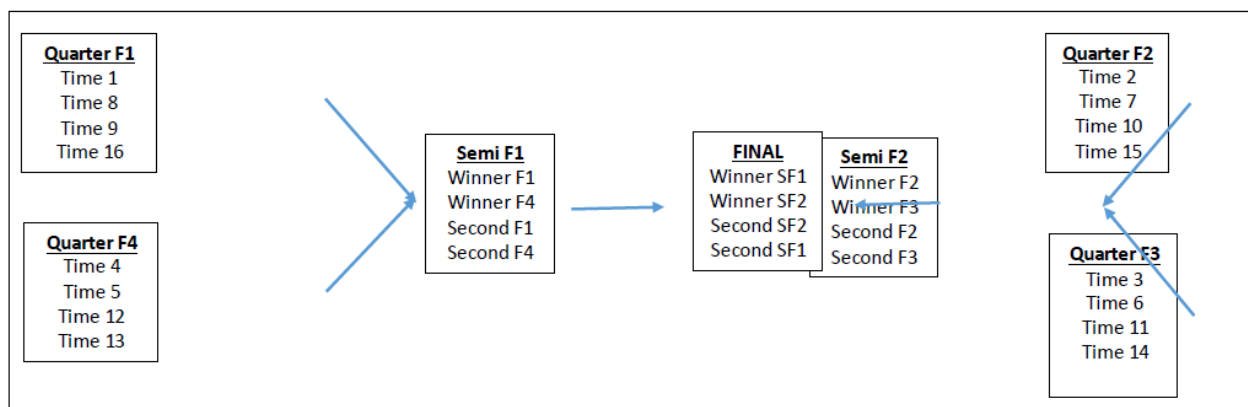 Quarter F1
Time 1
Time 8
Time 9
Time 16
Quarter F4
Time 4
Time 5
Time 12
Time 13
Semi F1
Winner F1
Winner F4
Second F1
Second F4
FINAL
Winner SF1
Winner SF2
Second SF2
Second SF1
Semi F2
Winner F2
Winner F3
Second F2
Second F3
Quarter F2
Time 2
Time 7
Time 10
Time 15
Quarter F3
Time 3
Time 6
Time 11
Time 14